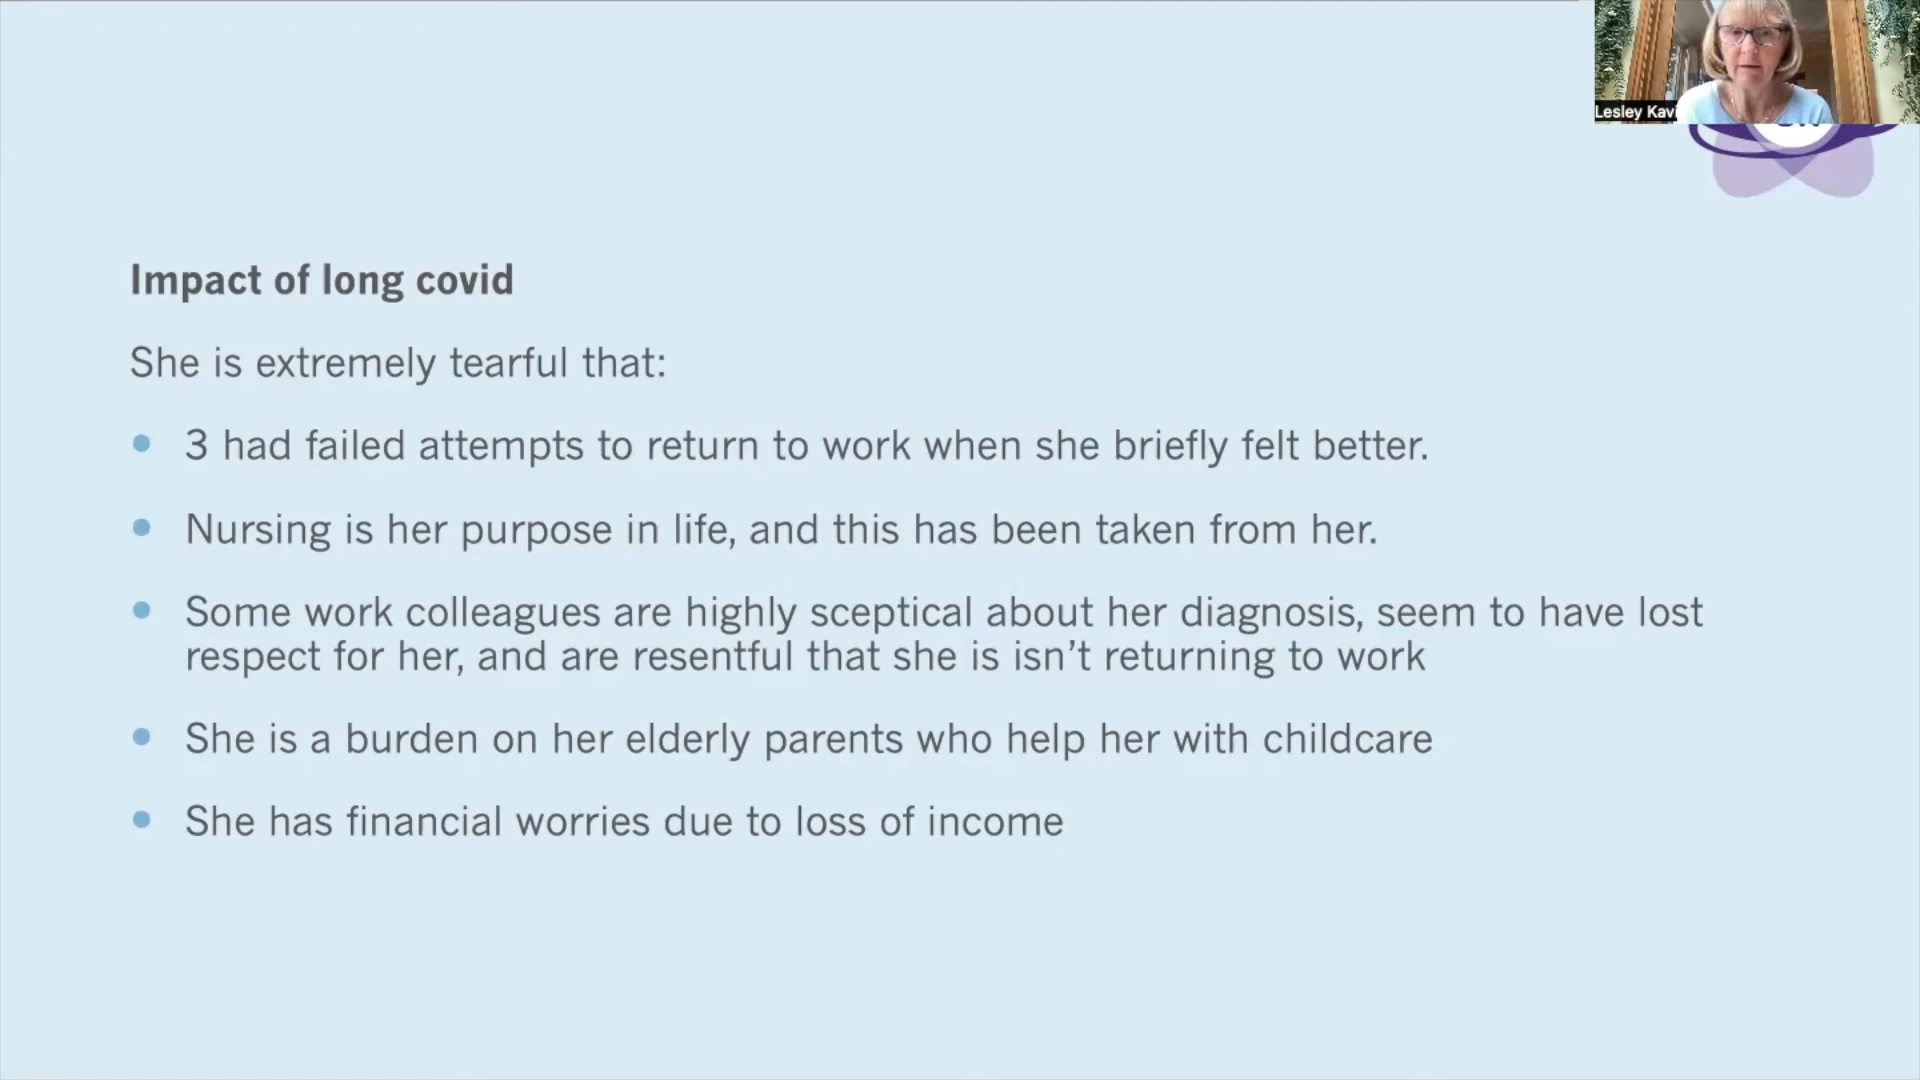 Lesley Kavi
Impact of long covid
She is extremely tearful that:
3 had failed attempts to return to work when she briefly felt better.
Nursing is her purpose in life, and this has been taken from her.
Some work colleagues are highly sceptical about her diagnosis, seem to have lost
respect for her, and are resentful that she is isn’t returning to work
She is a burden on her elderly parents who help her with childcare
She has financial worries due to loss of income